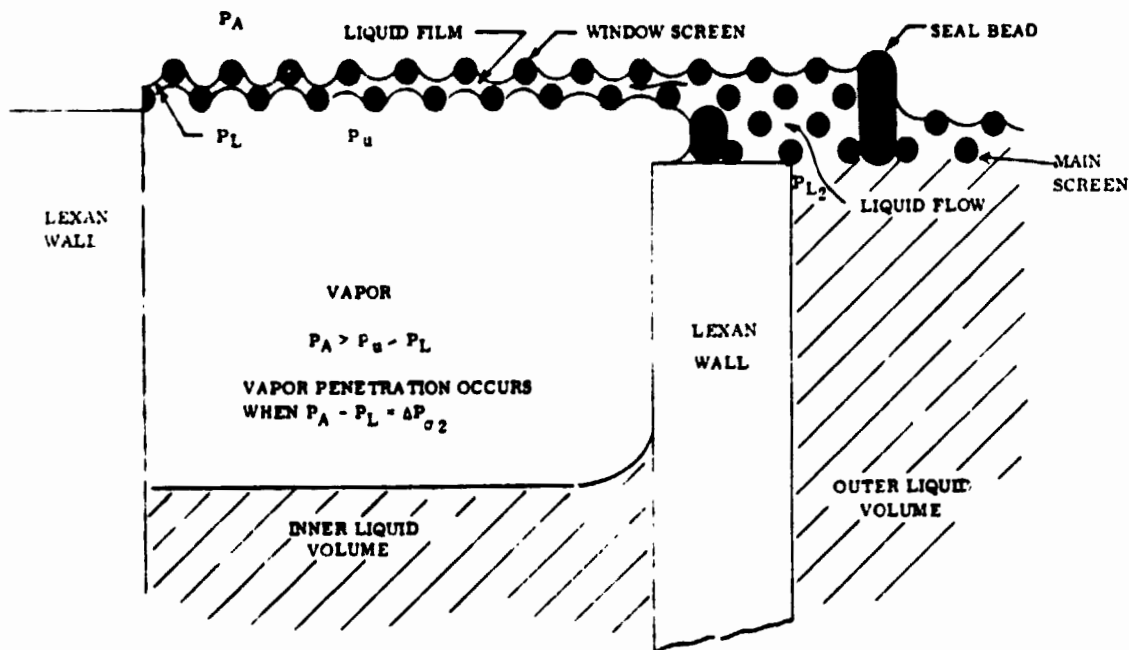 P_A
LIQUID FILM
WINDOW SCREEN
SEAL BEAD
P_L
P_u
MAIN
SCREEN
P_L2
LIQUID FLOW
LEXAN
WALL
VAPOR
P_A > P_u - P_L
VAPOR PENETRATION OCCURS
WHEN P_A - P_L = ΔP_σ2
LEXAN
WALL
OUTER LIQUID
VOLUME
INNER LIQUID
VOLUME